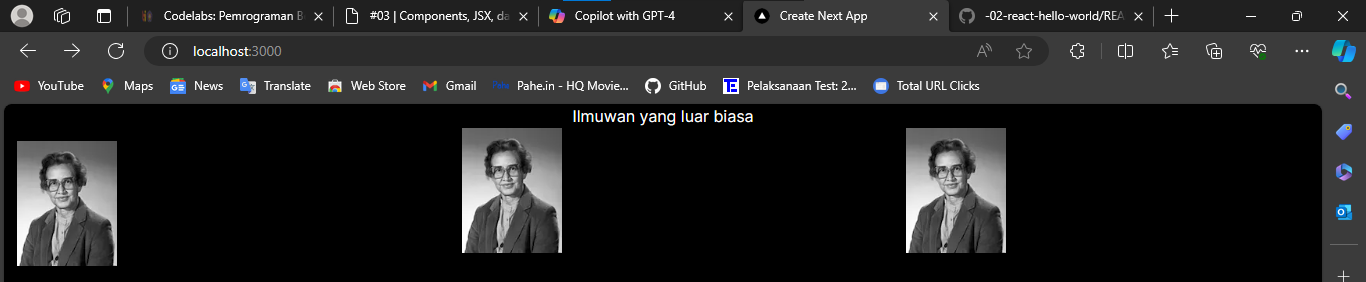 Codelabs: Pemrograman B
#03 | Components, JSX, da
Copilot with GPT-4
Create Next App
-02-react-hello-world/REA
localhost:3000
YouTube
Maps
News
Translate
Web Store
Gmail
Pahe.in - HQ Movie...
GitHub
Pelaksanaan Test: 2...
Total URL Clicks
Ilmuwan yang luar biasa